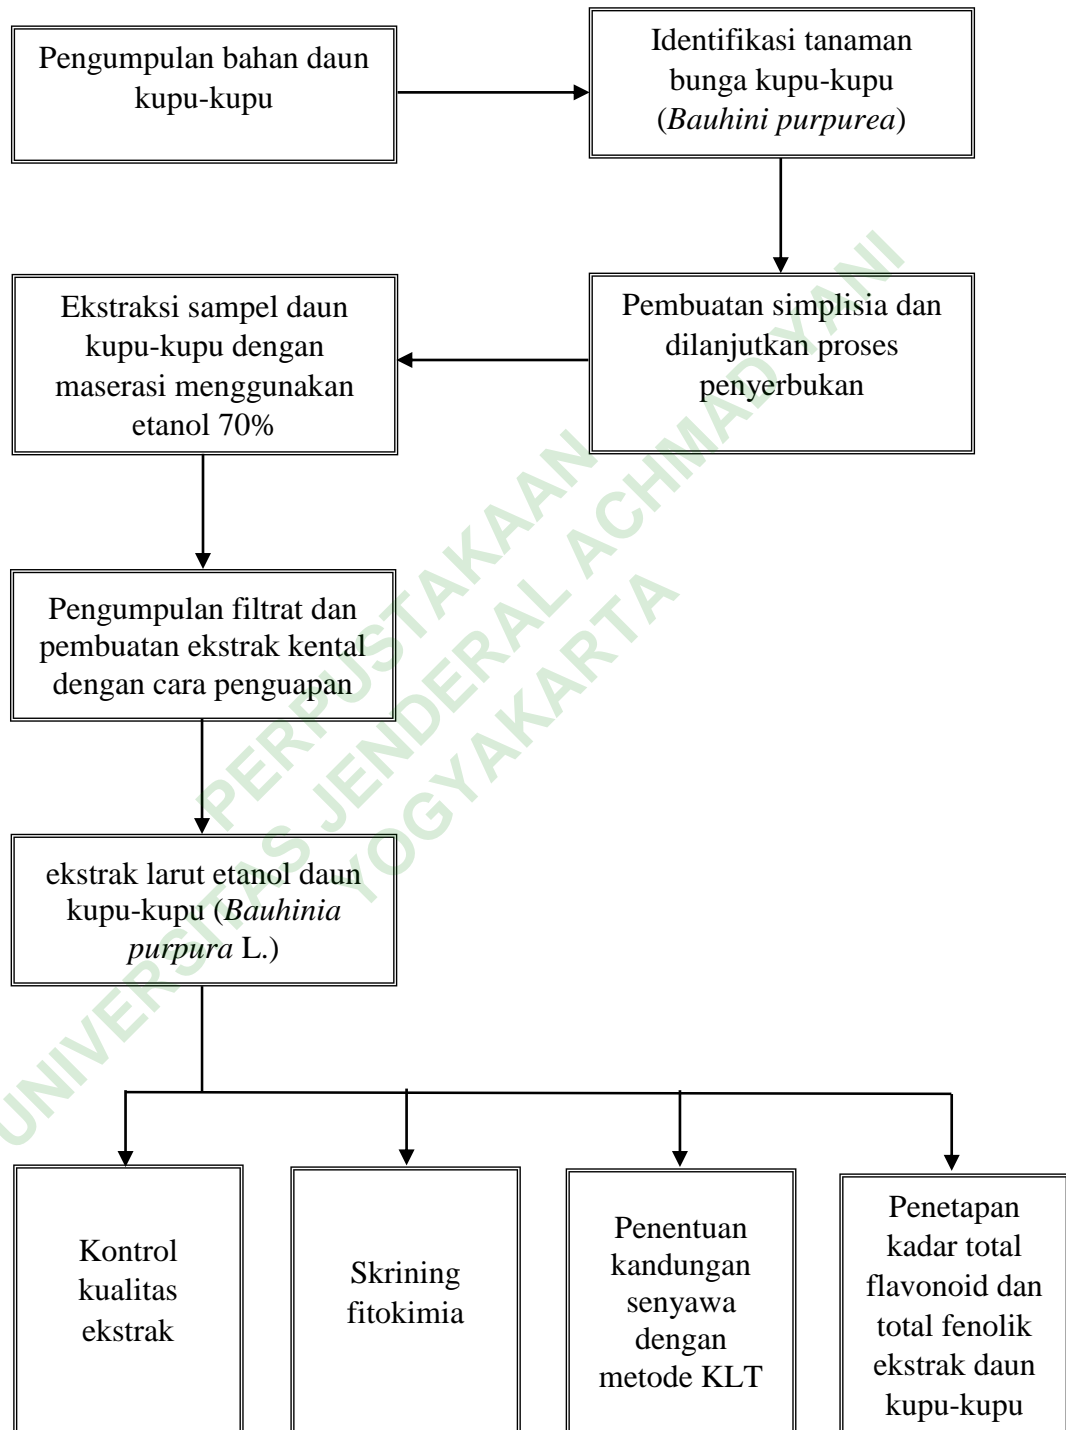 Pengumpulan bahan daun
kupu-kupu
Identifikasi tanaman
bunga kupu-kupu
(Bauhini purpurea)
Pembuatan simplisia dan
dilanjutkan proses
penyerbukan
Ekstraksi sampel daun
kupu-kupu dengan
maserasi menggunakan
etanol 70%
Pengumpulan filtrat dan
pembuatan ekstrak kental
dengan cara penguapan
ekstrak larut etanol daun
kupu-kupu (Bauhinia
purpura L.)
Kontrol
kualitas
ekstrak
Skrining
fitokimia
Penentuan
kandungan
senyawa
dengan
metode KLT
Penetapan
kadar total
flavonoid dan
total fenolik
ekstrak daun
kupu-kupu
PERPUSTAKAAN
UNIVERSITAS JENDERAL ACHMAD YANI
YOGYAKARTA